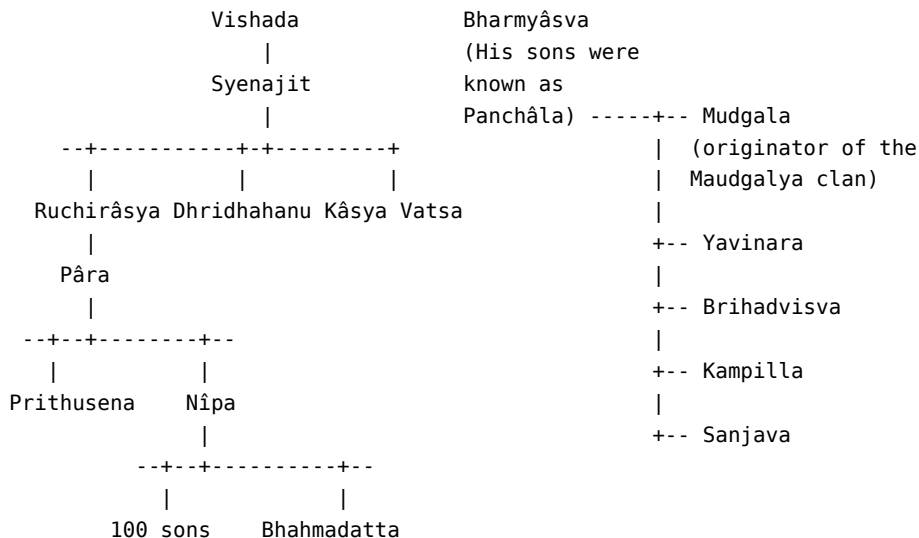 Vishada Bharmyâsva
| (His sons were
Syenajit known as
| Panchâla) -----+-- Mudgala
--+-----------+-+---------+ | (originator of the
| | | | Maudgalya clan)
Ruchirâsya Dhridhahanu Kâsya Vatsa |
| +-- Yavinara
Pâra |
| +-- Brihadvisva
--+--+--------+-- |
| | +-- Kampilla
Prithusena Nîpa |
| +-- Sanjava
--+--+----------+--
| |
100 sons Bhahmadatta